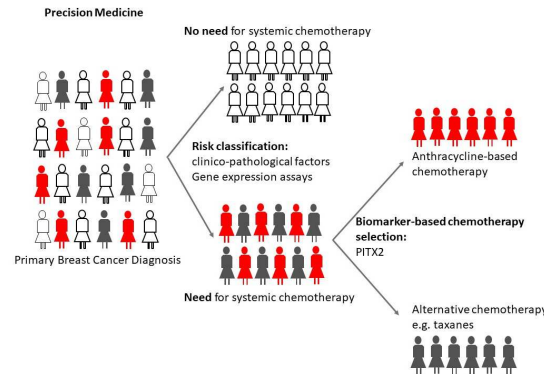 Precision Medicine
No need for systemic chemotherapy
Risk classification:
clinico-pathological factors
Gene expression assays
Primary Breast Cancer Diagnosis
Need for systemic chemotherapy
Anthracycline-based
chemotherapy
Biomarker-based chemotherapy
selection:
PITX2
Alternative chemotherapy
e.g. taxanes